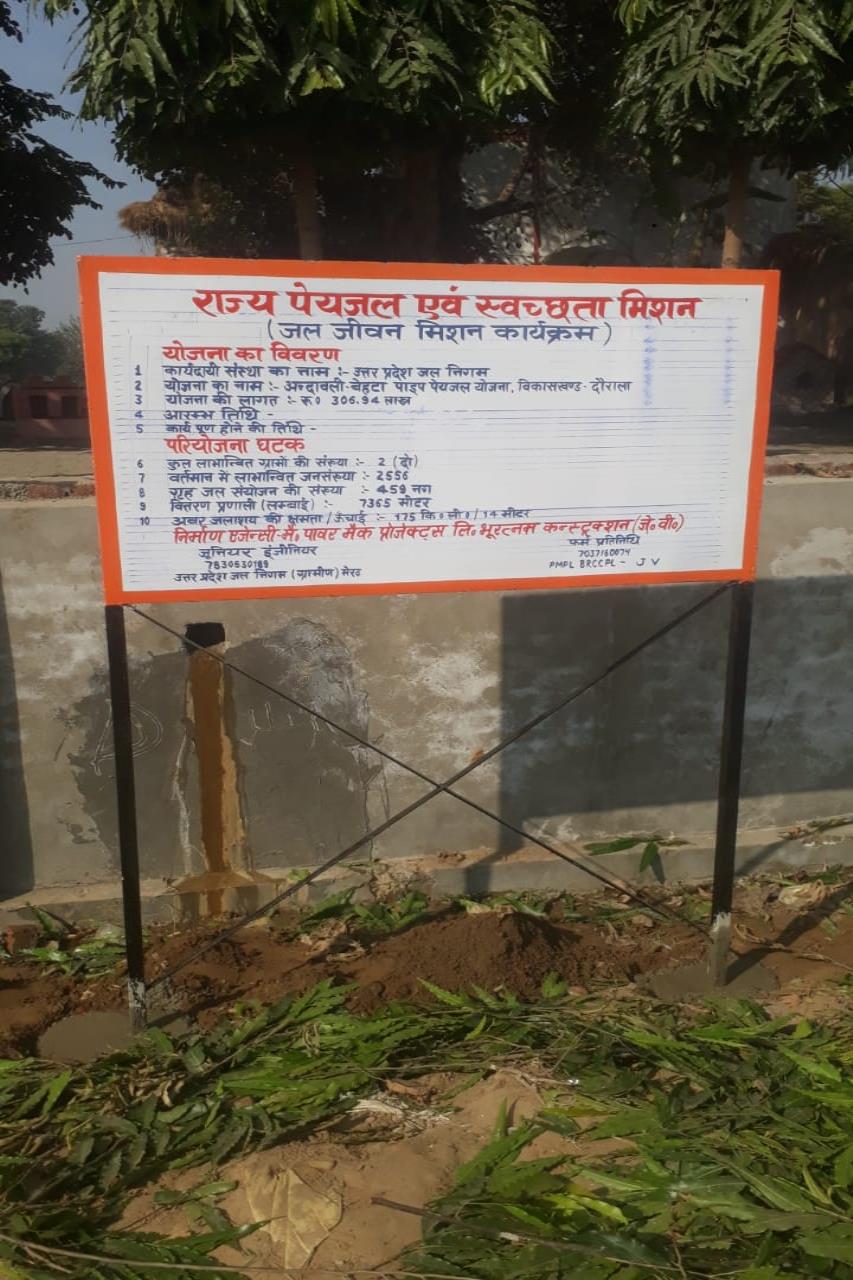 राज्य पेयजल एवं स्वच्छता मिशन
(जल जीवन मिशन कार्यक्रम)
योजना का विवरण
1 कार्यदायी संस्था का नाम :- उत्तर प्रदेश जल निगम
2 योजना का नाम :- अन्दावली-बेहटा पाइप पेयजल योजना, विकासखण्ड- दौराला
3 योजना की लागत :- रू० 306.94 लाख
4 आरम्भ तिथि -
5 कार्य पूर्ण होने की तिथि -
परियोजना घटक
6 कुल लाभान्वित ग्रामों की संख्या :- 2 (दो)
7 वर्तमान में लाभान्वित जनसंख्या :- 2556
8 गृह जल संयोजन की संख्या :- 459 नग
9 वितरण प्रणाली (लम्बाई) :- 7365 मीटर
10 अवर जलाशय की क्षमता / ऊंचाई :- 175 कि० ली० / 14 मीटर
निर्माण एजेन्सी-मै० पावर मैक प्रोजेक्ट्स लि० भूरत्नम कन्स्ट्रक्शन (जे० वी०)
जूनियर इंजीनियर
7830630189
उत्तर प्रदेश जल निगम (ग्रामीण) मेरठ
फर्म प्रतिनिधि
7037160074
PMPL BRCCPL - J V